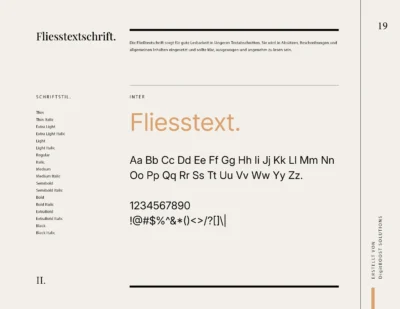 Fliesstextschrift.
19
Die Fließtextschrift sorgt für gute Lesbarkeit in längeren Textabschnitten. Sie wird in Absätzen, Beschreibungen und
allgemeinen Inhalten eingesetzt und sollte klar, ausgewogen und angenehm zu lesen sein.
SCHRIFTSTIL.
INTER
Thin
Thin Italic
Extra Light
Extra Light Italic
Light
Light Italic
Regular
Italic
Medium
Medium
Semibold
Semibold Italic
Bold
Bold Italic
ExtraBold
ExtraBold Italic
Black
Black Italic
Fliesstext.
Aa Bb Cc Dd Ee Ff Gg Hh Ii Jj Kk Ll Mm Nn
Oo Pp Qq Rr Ss Tt Uu Vv Ww Yy Zz.
1234567890
!@#$%^&*()<>/?[]\|
II.
ERSTELLT VON
DigitBOOST SOLUTIONS